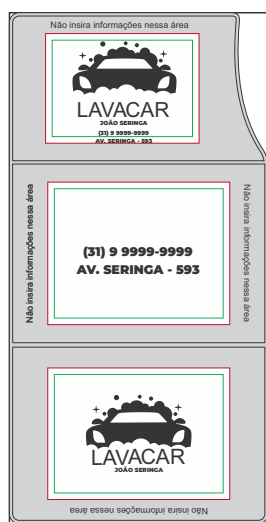 Não insira informações nessa área
LAVACAR
JOÃO SERINGA
(31) 9 9999-9999
AV. SERINGA - 593
Não insira informações nessa área
(31) 9 9999-9999
AV. SERINGA - 593
Não insira informações nessa área
LAVACAR
JOÃO SERINGA
Não insira informações nessa área